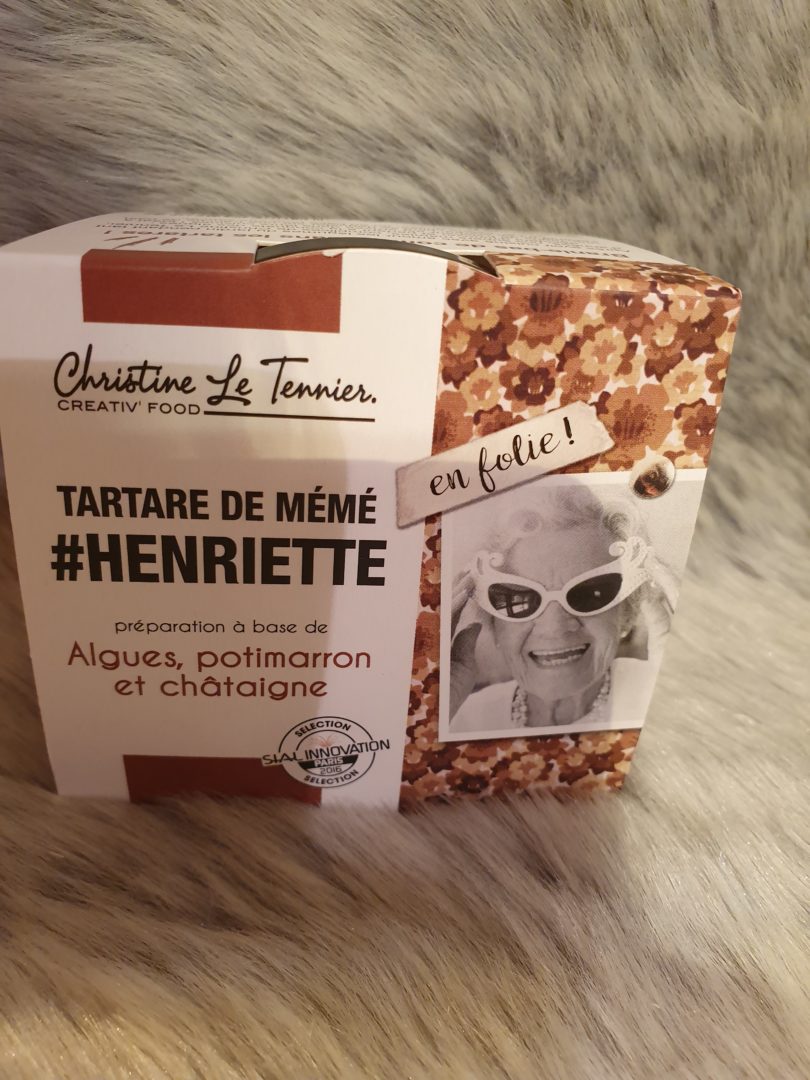 Christine Le Tennier.
CREATIV' FOOD
TARTARE DE MÉMÉ
#HENRIETTE
préparation à base de
Algues, potimarron
et châtaigne
SELECTION
SIAL INNOVATION
PARIS
2016
SELECTION
en folie!